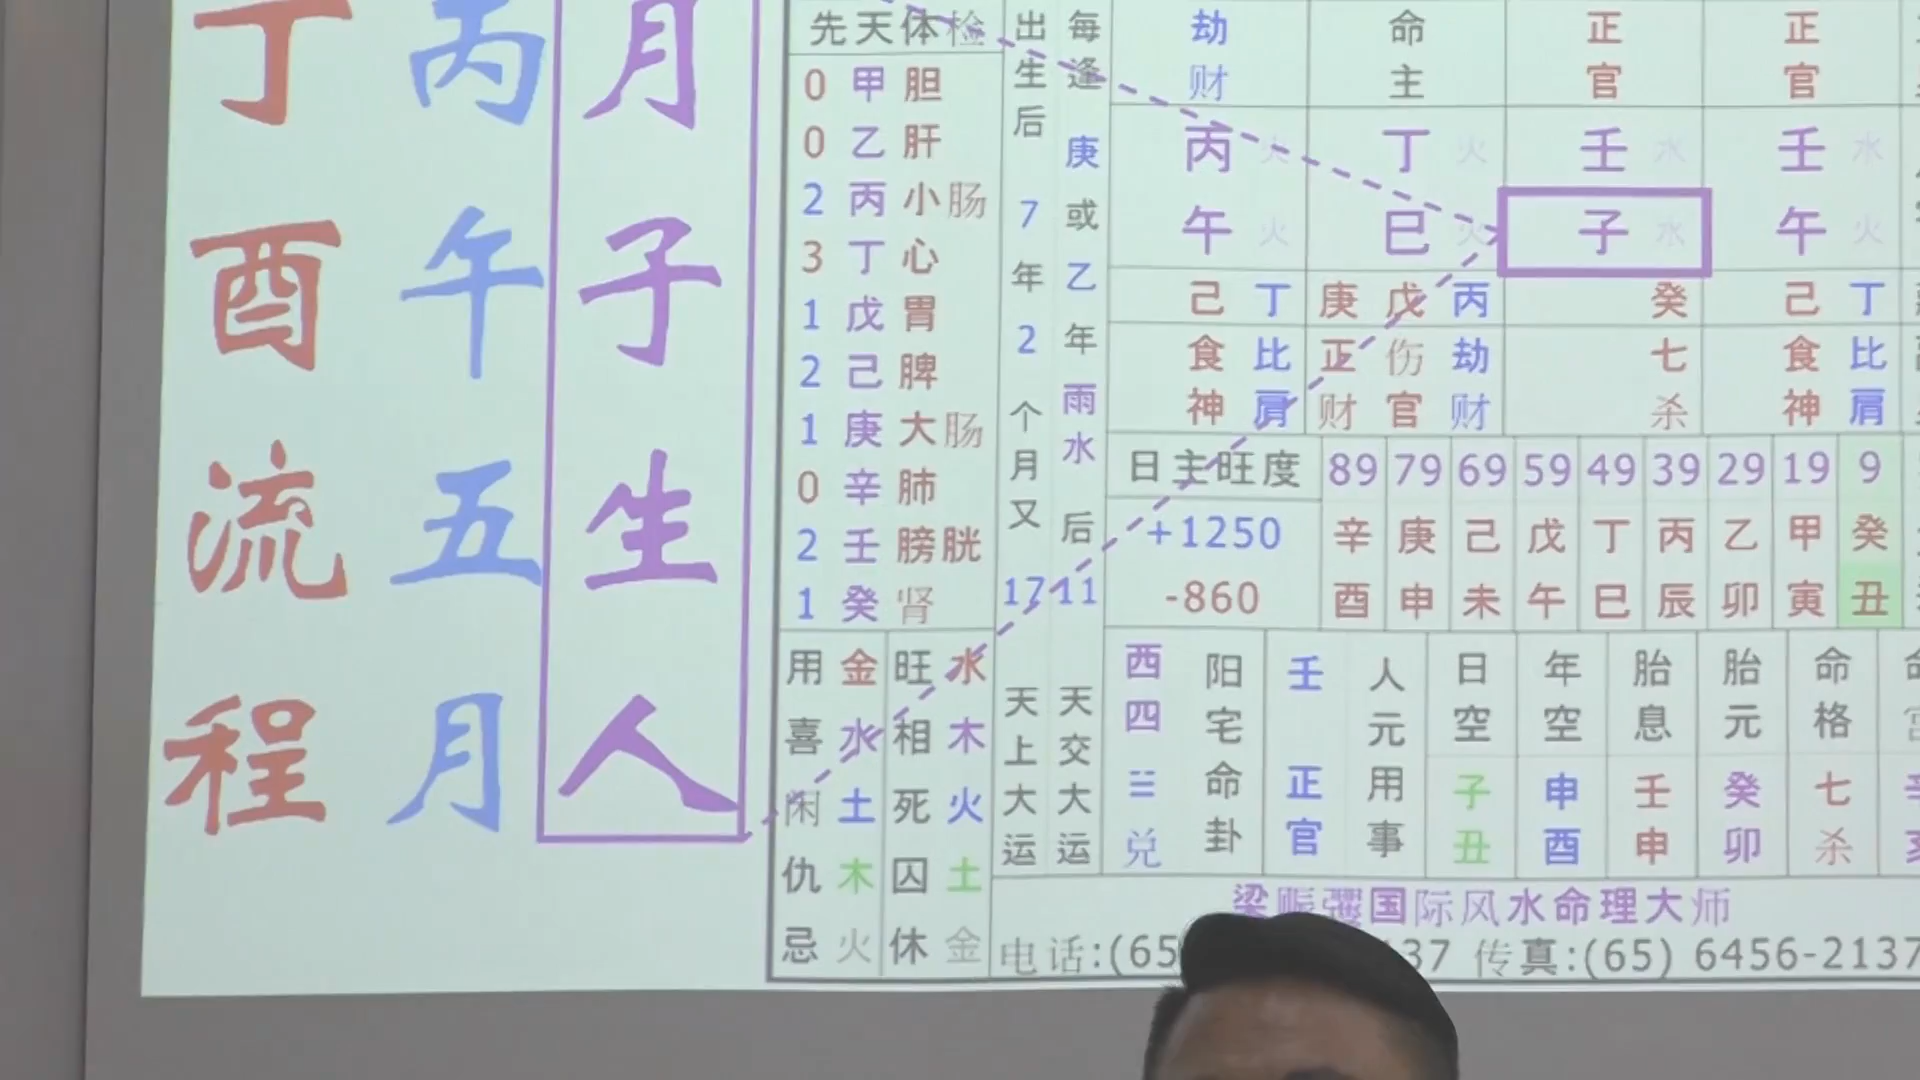 丁酉流程
丙午五月
月子生人
先天体检
0 甲 胆
0 乙 肝
2 丙 小肠
3 丁 心
1 戊 胃
2 己 脾
1 庚 大肠
0 辛 肺
2 壬 膀胱
1 癸 肾
用 金 旺 水
喜 水 相 木
闲 土 死 火
仇 木 囚 土
忌 火 休 金
出生后 7 年 2 个月又 17 天上大运
每逢庚或乙年雨水后 11 天交大运
劫财 命主 正官 正官
丙火 丁火 壬水 壬水
午火 巳火 子水 午火
己 丁 庚 戊 丙 癸 己 丁
食神 比肩 正财 伤官 劫财 七杀 食神 比肩
日主旺度 89 79 69 59 49 39 29 19 9
+1250 辛 庚 己 戊 丁 丙 乙 甲 癸
-860 酉 申 未 午 巳 辰 卯 寅 丑
西四 ☱ 兑 阳宅命卦
壬 正官 人元用事
日空 年空 胎息 胎元 命格
子丑 申酉 壬申 癸卯 七杀
国际风水命理大师
电话:(65 37 传真:(65) 6456-2137